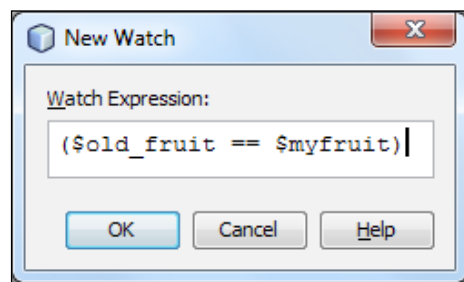 New Watch
Watch Expression:
($old_fruit == $myfruit)
OK Cancel Help